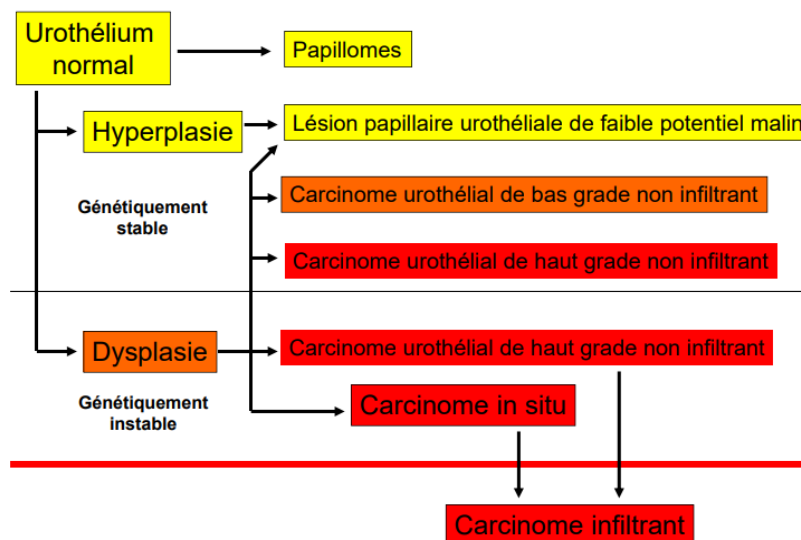 Urothélium
normal
Papillomes
Hyperplasie
Lésion papillaire urothéliale de faible potentiel malin
Génétiquement
stable
Carcinome urothélial de bas grade non infiltrant
Carcinome urothélial de haut grade non infiltrant
Dysplasie
Carcinome urothélial de haut grade non infiltrant
Génétiquement
instable
Carcinome in situ
Carcinome infiltrant